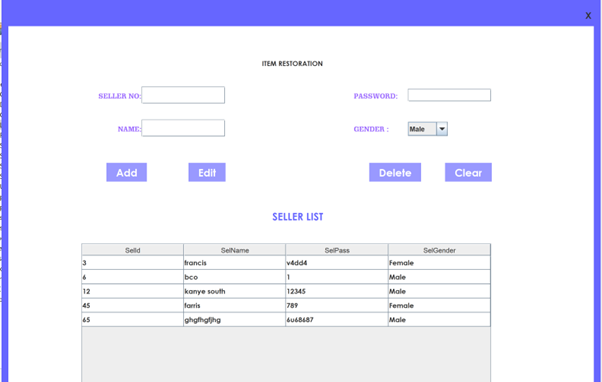 X
ITEM RESTORATION
SELLER NO: PASSWORD:
NAME: GENDER : Male
Add Edit Delete Clear
SELLER LIST
SelId SelName SelPass SelGender
3 francis v4dd4 Female
6 bco 1 Male
12 kanye south 12345 Male
45 farris 789 Female
65 ghgfhgfjhg 6u68687 Male